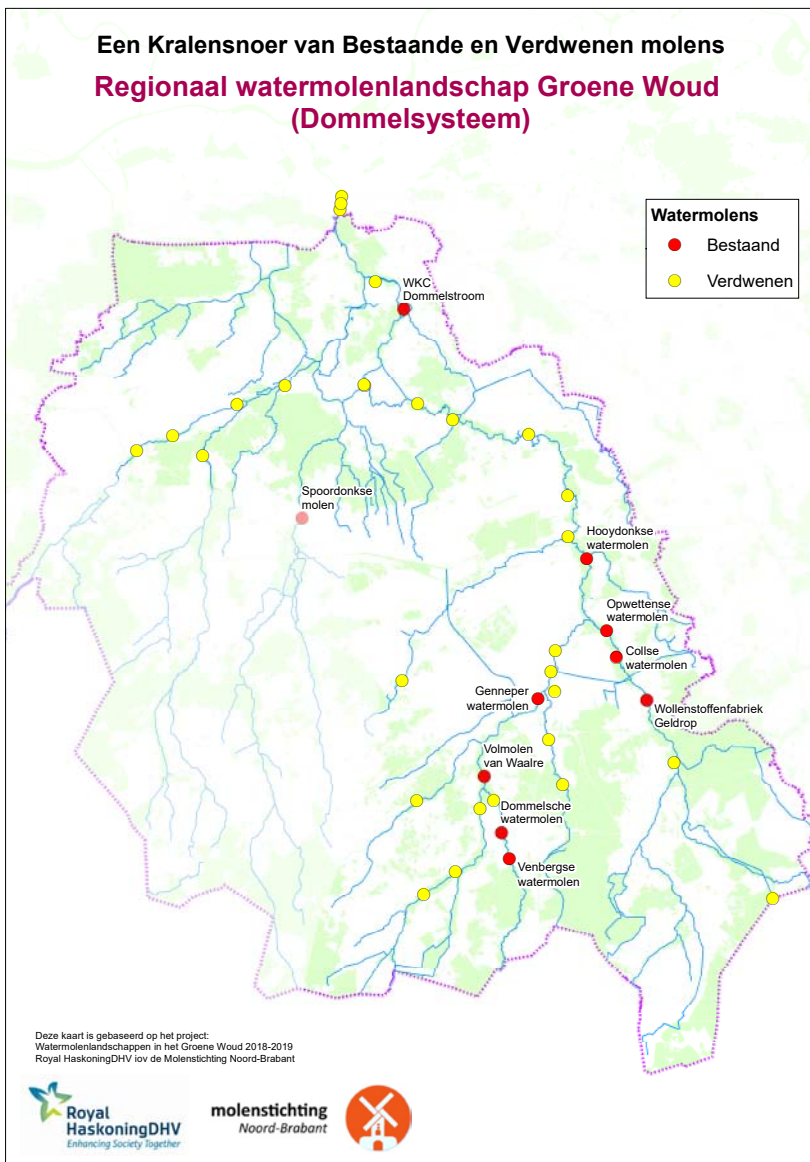 Een Kralensnoer van Bestaande en Verdwenen molens
Regionaal watermolenlandschap Groene Woud
(Dommelsysteem)
Watermolens
Bestaand
Verdwenen
WKC
Dommelstroom
Spoordonkse
molen
Hooydonkse
watermolen
Opwettense
watermolen
Collse
watermolen
Genneper
watermolen
Wollenstoffenfabriek
Geldrop
Volmolen
van Waalre
Dommelsche
watermolen
Venbergse
watermolen
Deze kaart is gebaseerd op het project:
Watermolenlandschappen in het Groene Woud 2018-2019
Royal HaskoningDHV iov de Molenstichting Noord-Brabant
Royal
HaskoningDHV
Enhancing Society Together
molenstichting
Noord-Brabant